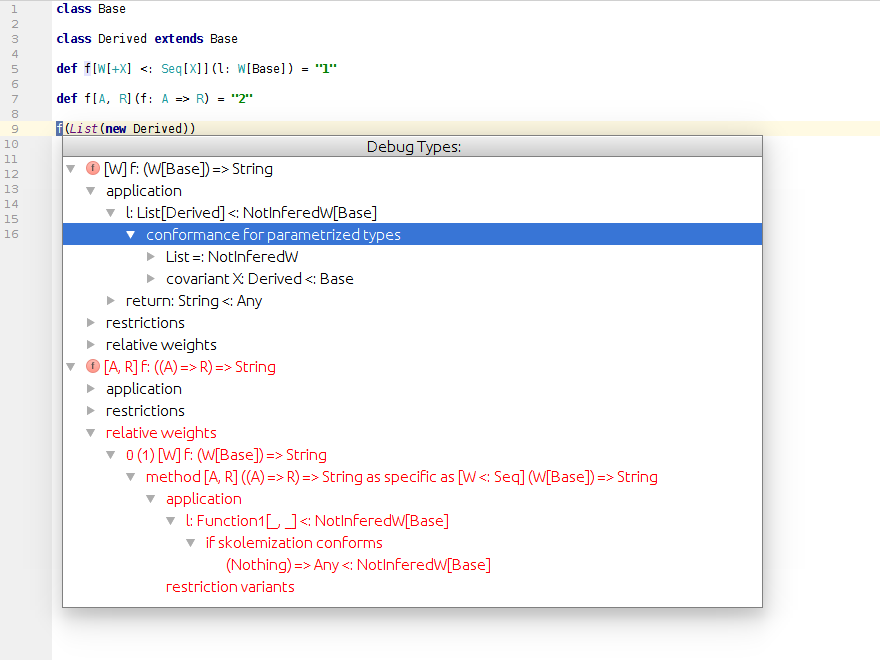 1 class Base
2
3 class Derived extends Base
4
5 def f[W[+X] <: Seq[X]](l: W[Base]) = "1"
6
7 def f[A, R](f: A => R) = "2"
8
9 f(List(new Derived))
10
Debug Types:
11
[W] f: (W[Base]) => String
12
application
13
l: List[Derived] <: NotInferedW[Base]
14
15
conformance for parametrized types
16
List =: NotInferedW
covariant X: Derived <: Base
return: String <: Any
restrictions
relative weights
[A, R] f: ((A) => R) => String
application
restrictions
relative weights
0 (1) [W] f: (W[Base]) => String
method [A, R] ((A) => R) => String as specific as [W <: Seq] (W[Base]) => String
application
l: Function1[_, _] <: NotInferedW[Base]
if skolemization conforms
(Nothing) => Any <: NotInferedW[Base]
restriction variants